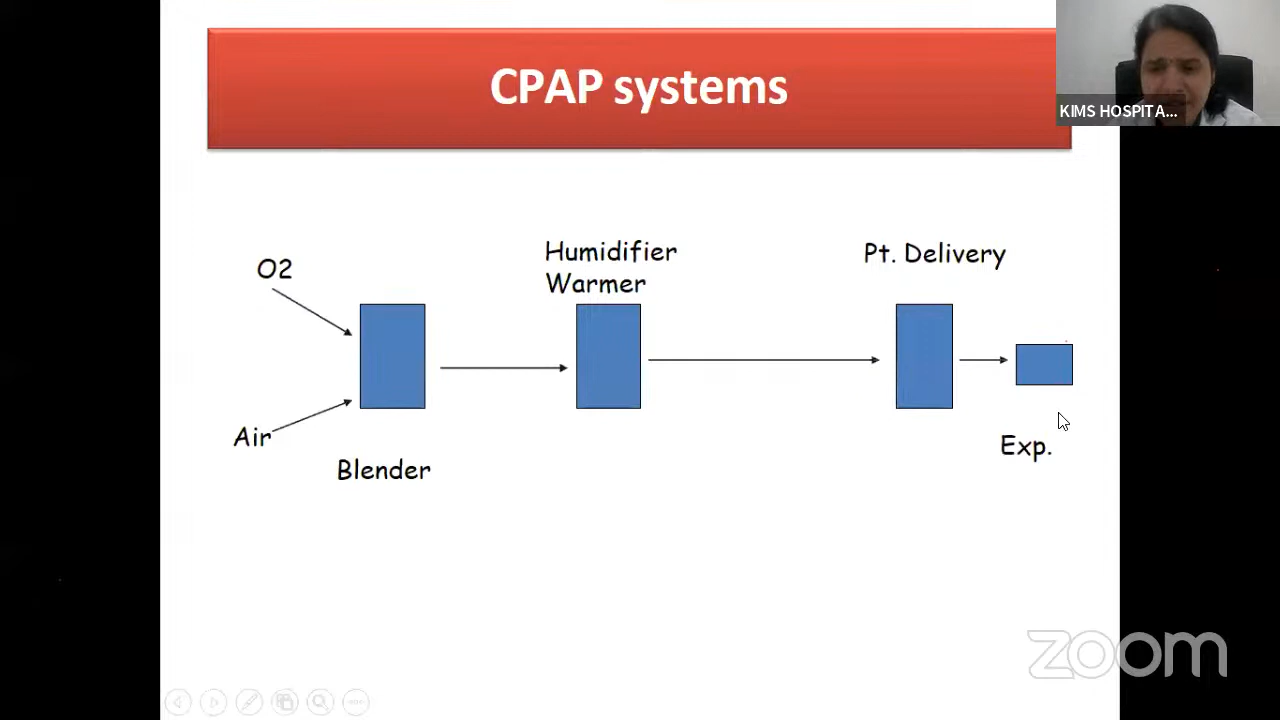 CPAP systems
KIMS HOSPITA...
O2
Humidifier
Warmer
Pt. Delivery
Air
Exp.
Blender
zoom